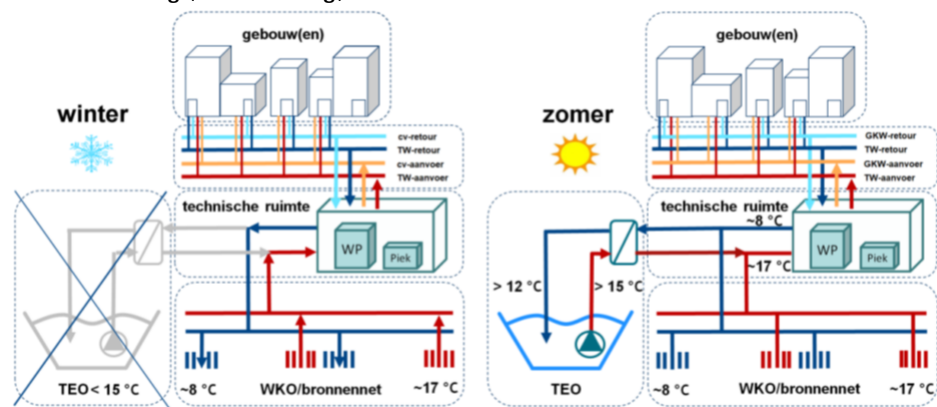 gebouw(en)
winter
cv-retour
TW-retour
cv-aanvoer
TW-aanvoer
technische ruimte
WP
Piek
TEO < 15 °C
~8 °C
WKO/bronnennet
~17 °C
gebouw(en)
zomer
GKW-retour
TW-retour
GKW-aanvoer
TW-aanvoer
technische ruimte
~8 °C
WP
Piek
~17 °C
> 12 °C
> 15 °C
TEO
~8 °C
WKO/bronnennet
~17 °C